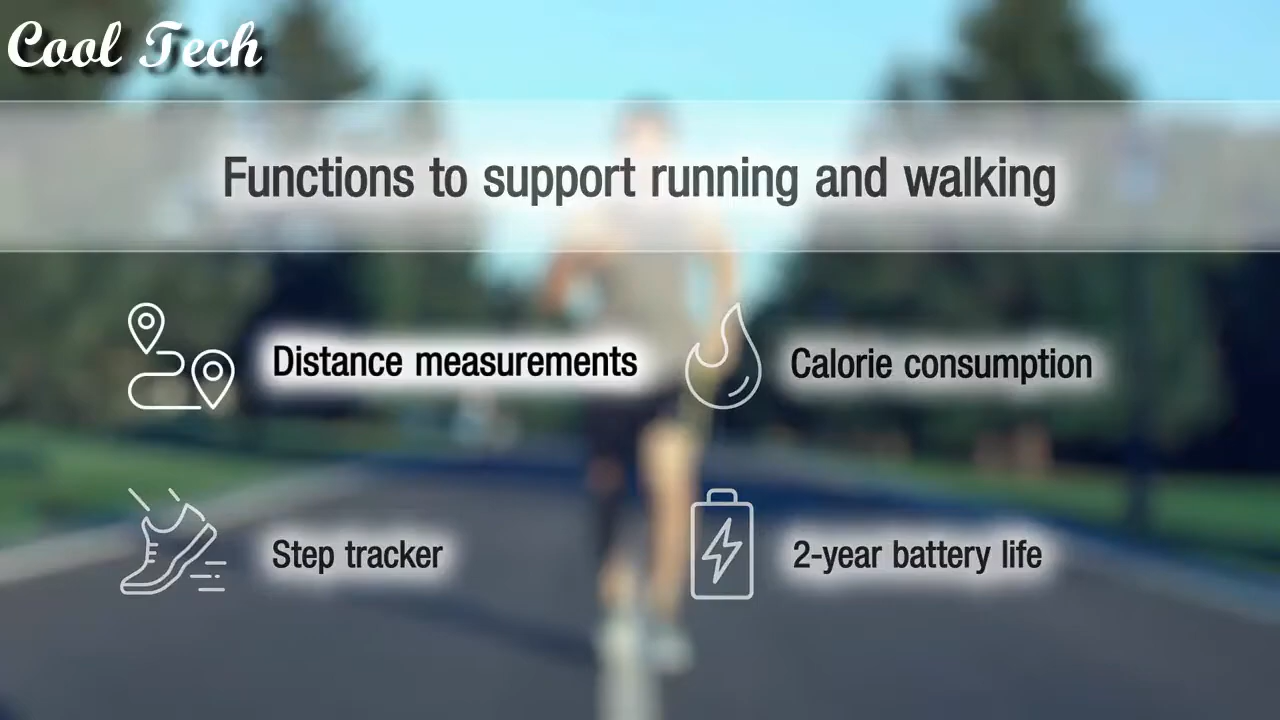 Cool Tech
Functions to support running and walking
Distance measurements
Calorie consumption
Step tracker
2-year battery life